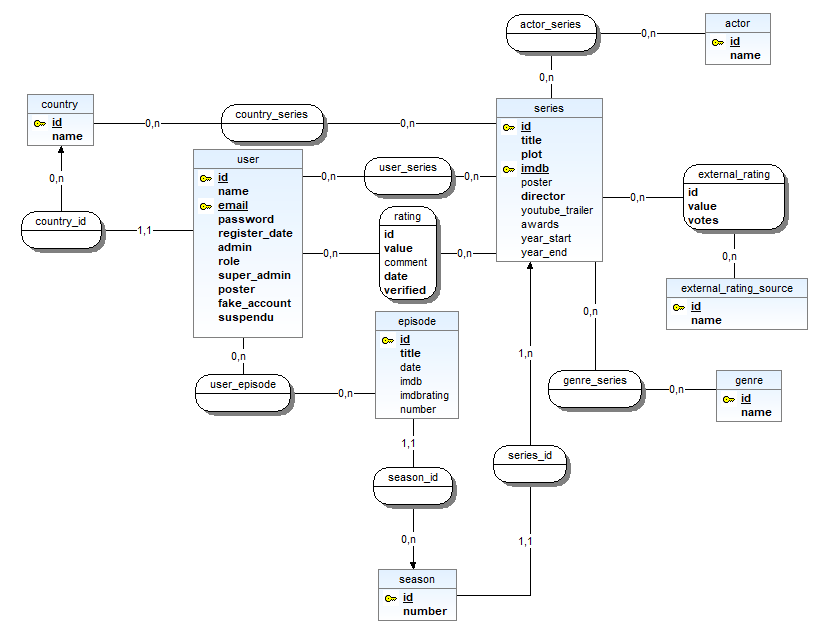 actor_series
0,n
0,n
actor
id
name
country
id
name
0,n
country_series
0,n
0,n
country_id
1,1
user
id
name
email
password
register_date
admin
role
super_admin
poster
fake_account
suspendu
0,n
user_series
0,n
0,n
rating
id
value
comment
date
verified
0,n
series
id
title
plot
imdb
poster
director
youtube_trailer
awards
year_start
year_end
0,n
external_rating
id
value
votes
0,n
external_rating_source
id
name
0,n
user_episode
0,n
episode
id
title
date
imdb
imdbrating
number
1,1
season_id
0,n
season
id
number
1,n
series_id
1,1
0,n
genre_series
0,n
genre
id
name